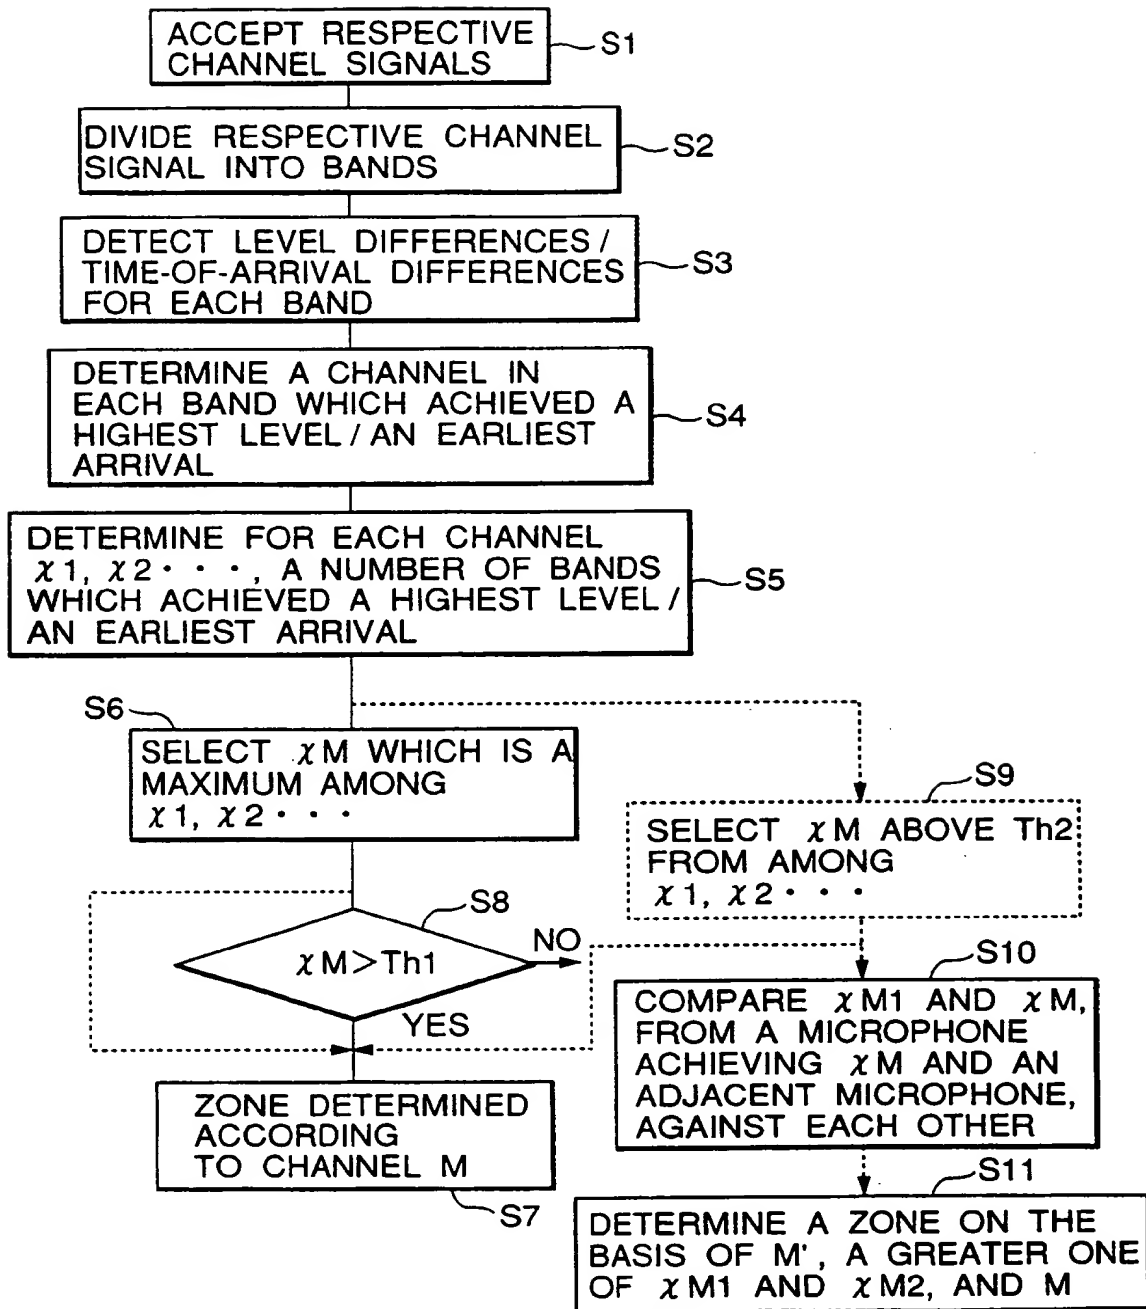 ACCEPT RESPECTIVE
CHANNEL SIGNALS
S1
DIVIDE RESPECTIVE CHANNEL
SIGNAL INTO BANDS
S2
DETECT LEVEL DIFFERENCES /
TIME-OF-ARRIVAL DIFFERENCES
FOR EACH BAND
S3
DETERMINE A CHANNEL IN
EACH BAND WHICH ACHIEVED A
HIGHEST LEVEL / AN EARLIEST
ARRIVAL
S4
DETERMINE FOR EACH CHANNEL
χ1, χ2 · · · , A NUMBER OF BANDS
WHICH ACHIEVED A HIGHEST LEVEL /
AN EARLIEST ARRIVAL
S5
S6
SELECT χM WHICH IS A
MAXIMUM AMONG
χ1, χ2 · · ·
S9
SELECT χM ABOVE Th2
FROM AMONG
χ1, χ2 · · ·
S8
χM>Th1
NO
YES
S10
COMPARE χM1 AND χM,
FROM A MICROPHONE
ACHIEVING χM AND AN
ADJACENT MICROPHONE,
AGAINST EACH OTHER
ZONE DETERMINED
ACCORDING
TO CHANNEL M
S7
S11
DETERMINE A ZONE ON THE
BASIS OF M', A GREATER ONE
OF χM1 AND χM2, AND M